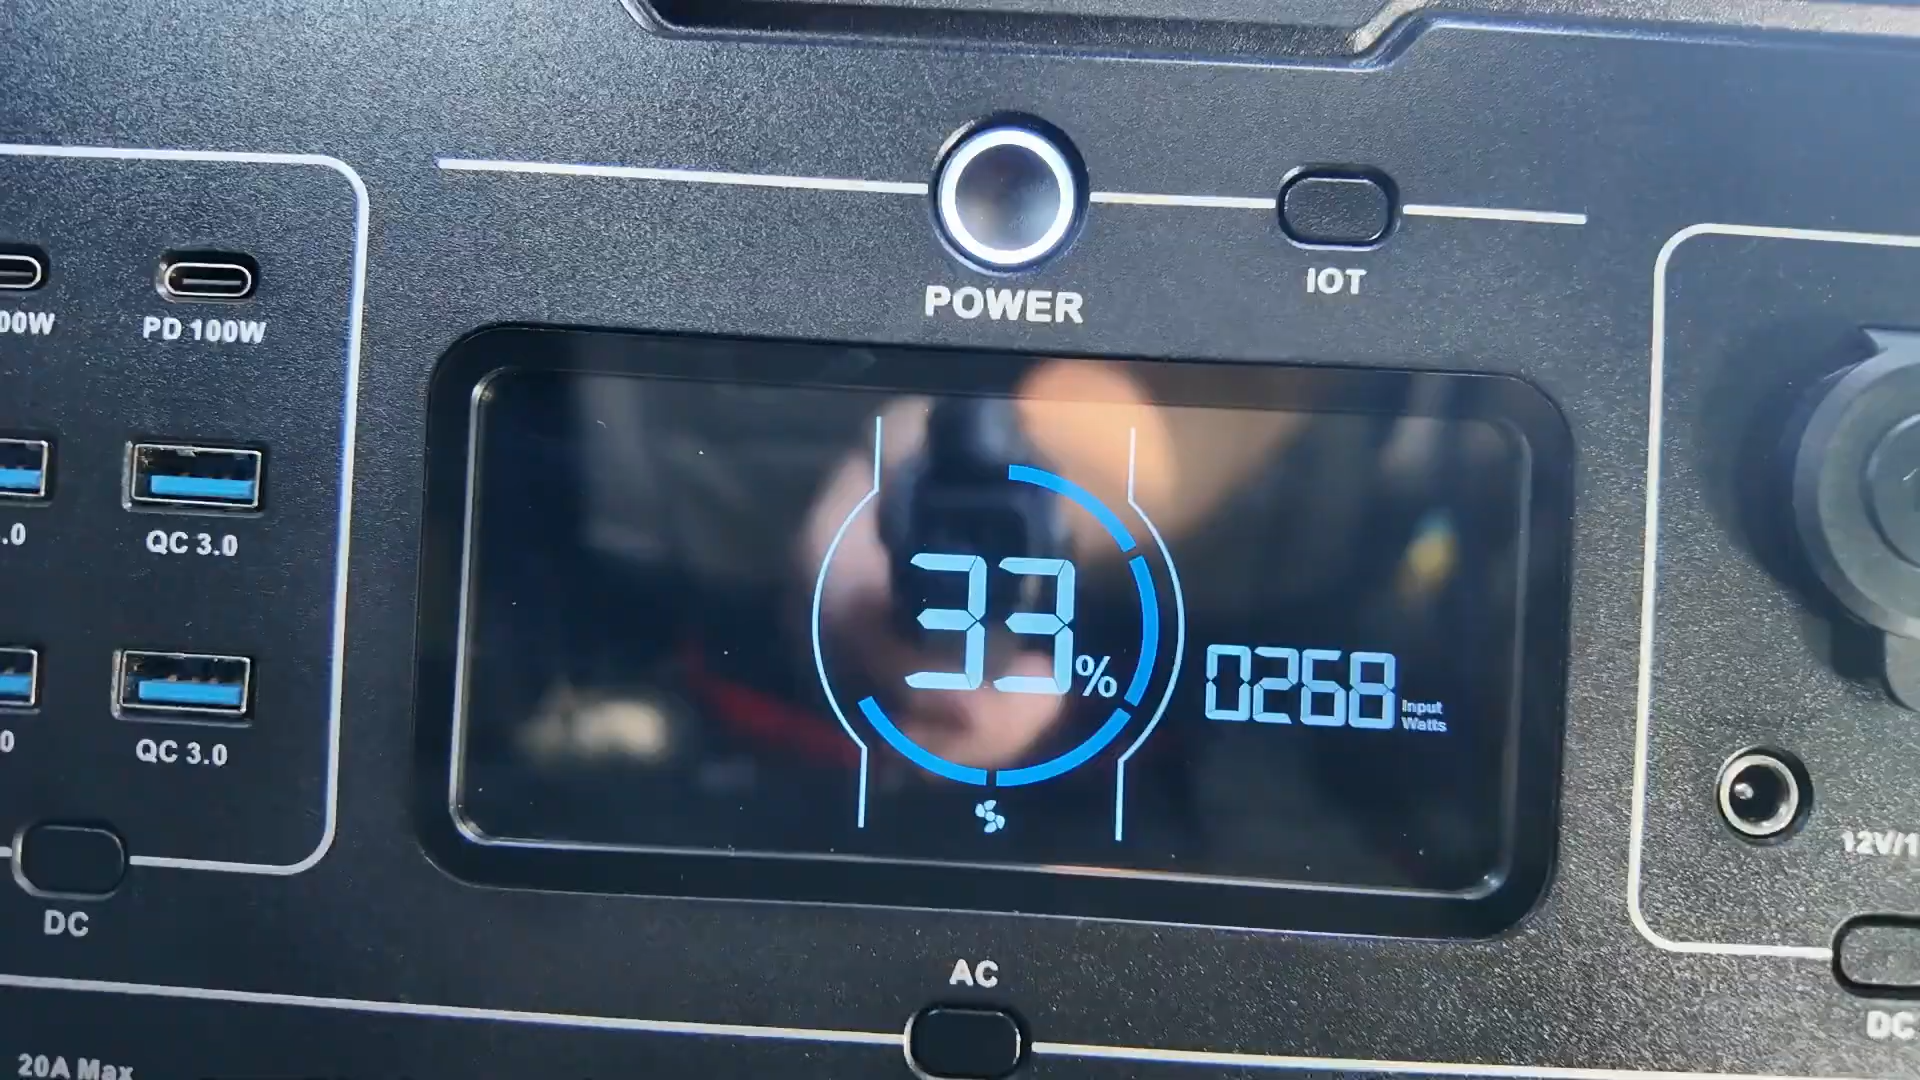 POWER
IOT
00W
PD 100W
.0
QC 3.0
33%
0268 Input
Watts
0
QC 3.0
12V/1
DC
AC
DC
20A Max